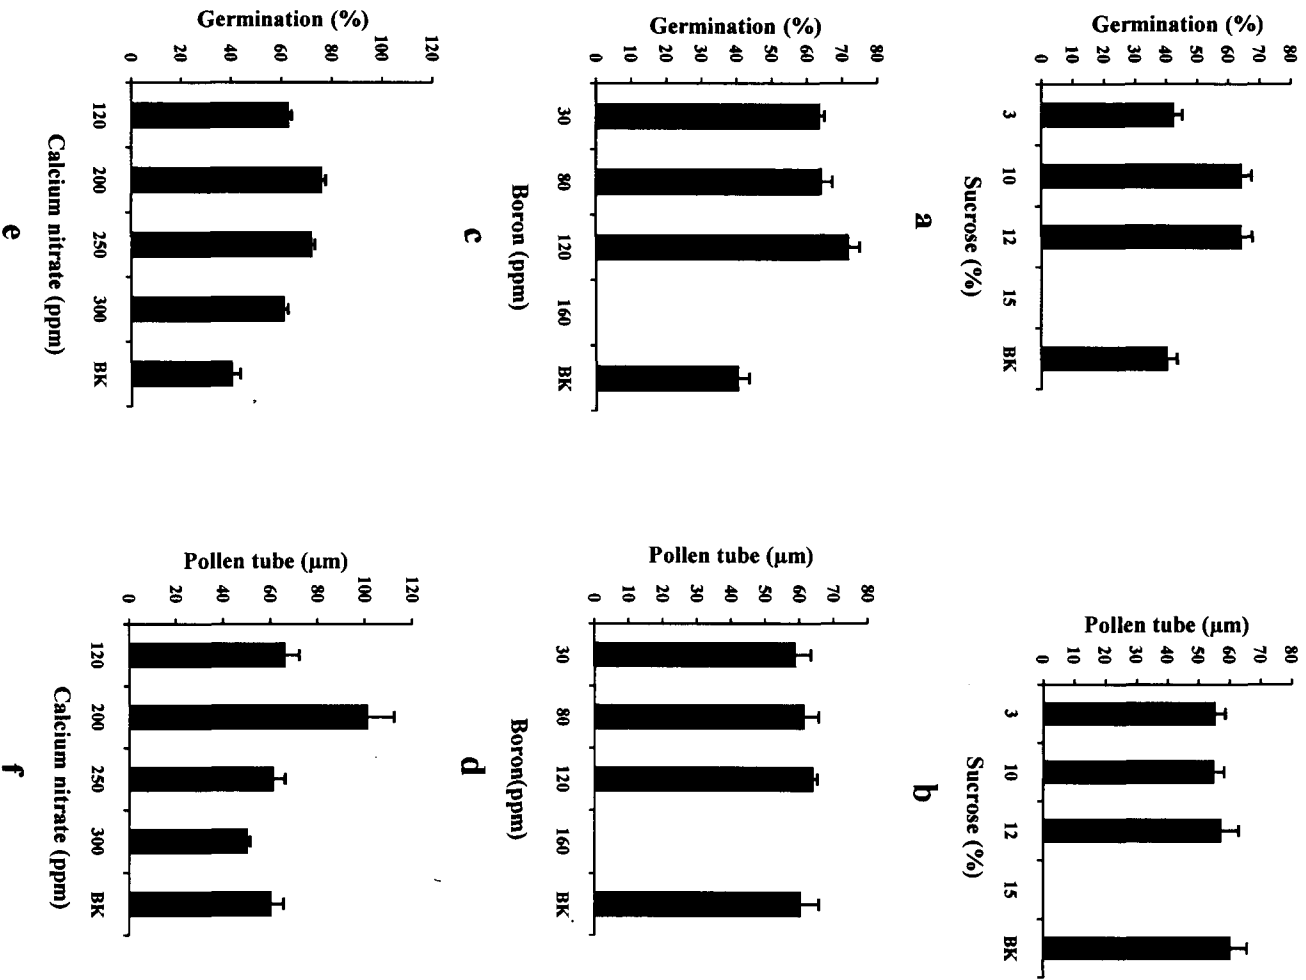 Germination (%)
80
70
60
50
40
30
20
10
0
3 10 12 15 BK
Sucrose (%)
a
Pollen tube (μm)
80
70
60
50
40
30
20
10
0
3 10 12 15 BK
Sucrose (%)
b
Germination (%)
80
70
60
50
40
30
20
10
0
30 80 120 160 BK
Boron (ppm)
c
Pollen tube (μm)
80
70
60
50
40
30
20
10
0
30 80 120 160 BK
Boron(ppm)
d
Germination (%)
120
100
80
60
40
20
0
120 200 250 300 BK
Calcium nitrate (ppm)
e
Pollen tube (μm)
120
100
80
60
40
20
0
120 200 250 300 BK
Calcium nitrate (ppm)
f